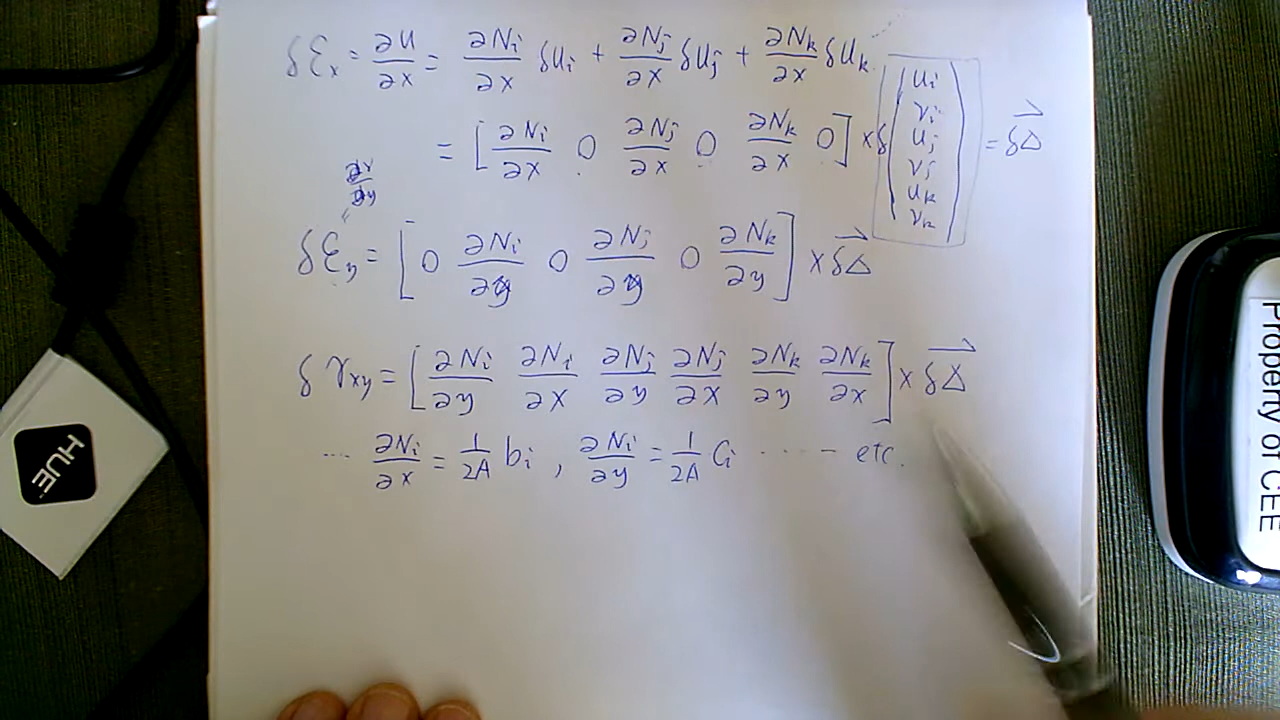 δεx = ∂u/∂x = ∂Ni/∂x δui + ∂Nj/∂x δuj + ∂Nk/∂x δuk
= [∂Ni/∂x 0 ∂Nj/∂x 0 ∂Nk/∂x 0] × δ{ui vi uj vj uk vk} = δΔ⃗
δεy = [0 ∂Ni/∂y 0 ∂Nj/∂y 0 ∂Nk/∂y] × δΔ⃗
δγxy = [∂Ni/∂y ∂Ni/∂x ∂Nj/∂y ∂Nj/∂x ∂Nk/∂y ∂Nk/∂x] × δΔ⃗
... ∂Ni/∂x = 1/2A bi , ∂Ni/∂y = 1/2A Ci ..... etc.
HUE
Property of CEE